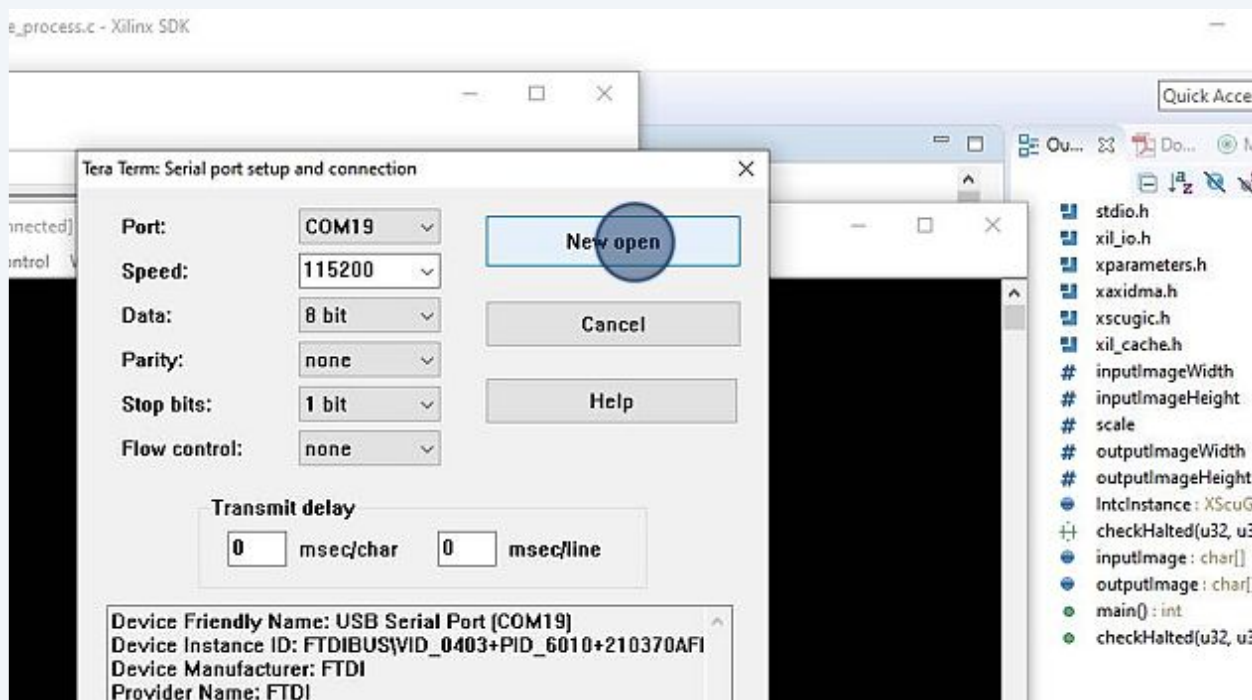 e_process.c - Xilinx SDK
Quick Acce
Ou... Do... M
Tera Term: Serial port setup and connection
nnected]
ontrol
Port: COM19
New open
Speed: 115200
Data: 8 bit
Cancel
Parity: none
Stop bits: 1 bit
Help
Flow control: none
Transmit delay
0 msec/char 0 msec/line
Device Friendly Name: USB Serial Port (COM19)
Device Instance ID: FTDIBUS\VID_0403+PID_6010+210370AFI
Device Manufacturer: FTDI
Provider Name: FTDI
stdio.h
xil_io.h
xparameters.h
xaxidma.h
xscugic.h
xil_cache.h
# inputImageWidth
# inputImageHeight
# scale
# outputImageWidth
# outputImageHeight
IntcInstance : XScuG
checkHalted(u32, u3
inputImage : char[]
outputImage : char[
main() : int
checkHalted(u32, u3